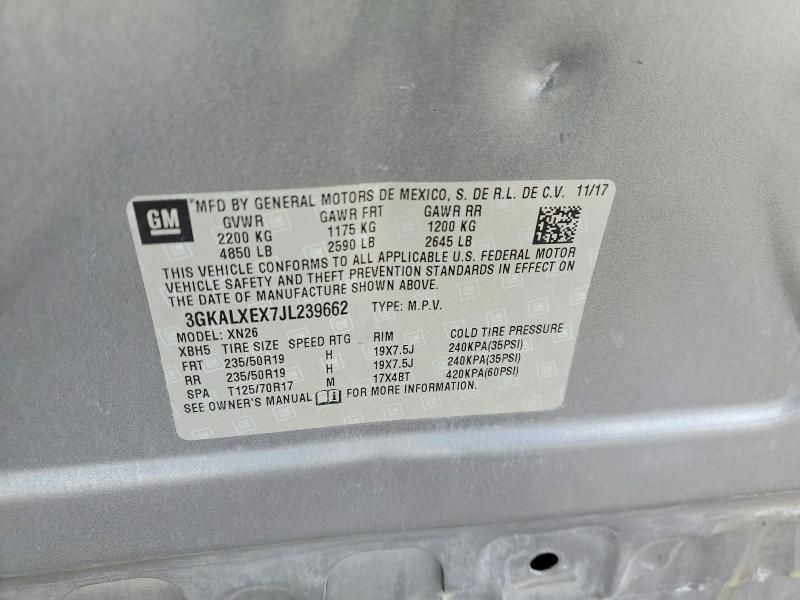 GM
MFD BY GENERAL MOTORS DE MEXICO, S. DE R.L. DE C.V. 11/17
GVWR GAWR FRT GAWR RR
2200 KG 1175 KG 1200 KG
4850 LB 2590 LB 2645 LB
THIS VEHICLE CONFORMS TO ALL APPLICABLE U.S. FEDERAL MOTOR
VEHICLE SAFETY AND THEFT PREVENTION STANDARDS IN EFFECT ON
THE DATE OF MANUFACTURE SHOWN ABOVE.
3GKALXEX7JL239662 TYPE: M.P.V.
MODEL: XN26
XBH5 TIRE SIZE SPEED RTG RIM COLD TIRE PRESSURE
FRT 235/50R19 H 19X7.5J 240KPA(35PSI)
RR 235/50R19 H 19X7.5J 240KPA(35PSI)
SPA T125/70R17 M 17X4BT 420KPA(60PSI)
SEE OWNER'S MANUAL FOR MORE INFORMATION.